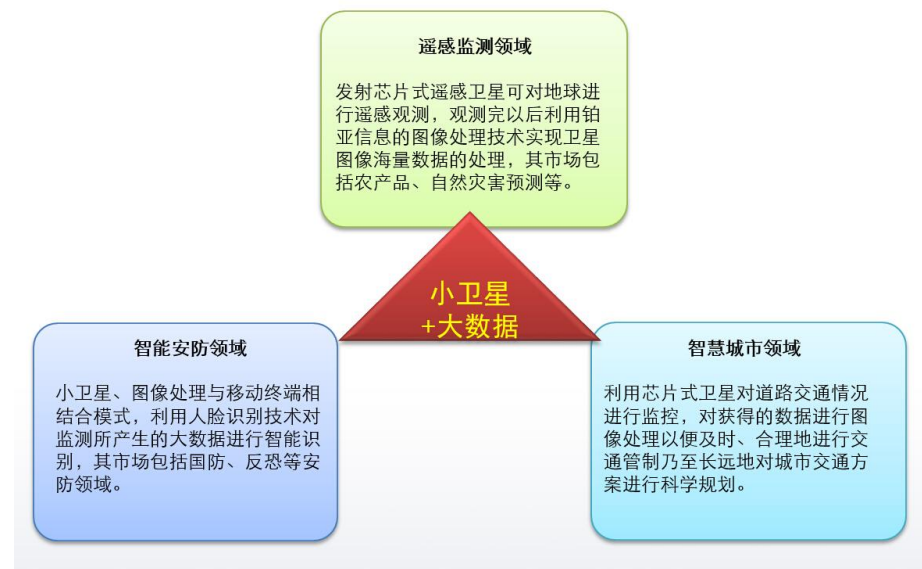 遥感监测领域
发射芯片式遥感卫星可对地球进
行遥感观测，观测完以后利用铂
亚信息的图像处理技术实现卫星
图像海量数据的处理，其市场包
括农产品、自然灾害预测等。
小卫星
+大数据
智能安防领域
小卫星、图像处理与移动终端相
结合模式，利用人脸识别技术对
监测所产生的大数据进行智能识
别，其市场包括国防、反恐等安
防领域。
智慧城市领域
利用芯片式卫星对道路交通情况
进行监控，对获得的数据进行图
像处理以便及时、合理地进行交
通管制乃至长远地对城市交通方
案进行科学规划。